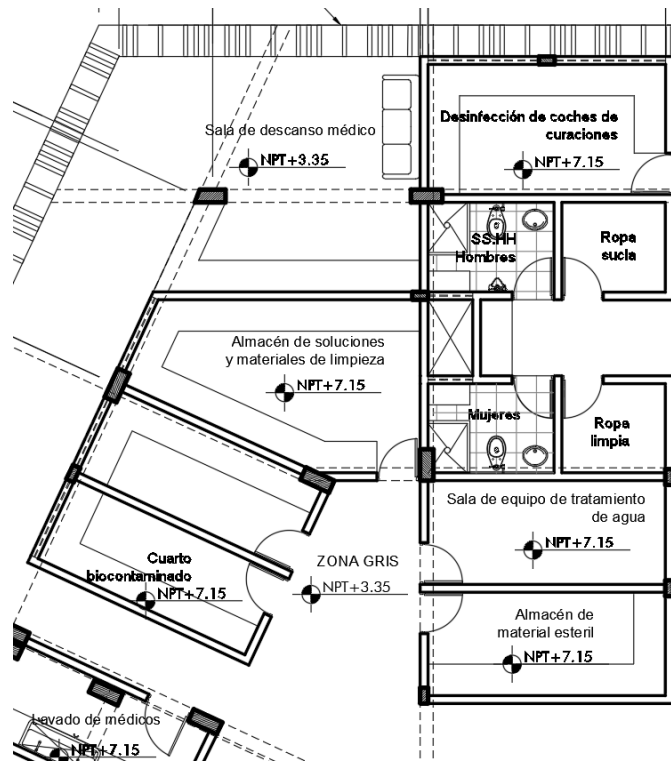 Sala de descanso médico
NPT+3.35
Desinfección de coches de
curaciones
NPT+7.15
SS.HH
Hombres
Ropa
sucIa
Almacén de soluciones
y materiales de limpieza
NPT+7.15
Mujeres
Ropa
limpia
Sala de equipo de tratamiento
de agua
NPT+7.15
ZONA GRIS
NPT+3.35
Cuarto
biocontaminado
NPT+7.15
Almacén de
material esteril
NPT+7.15
Lavado de médicos
NPT+7.15